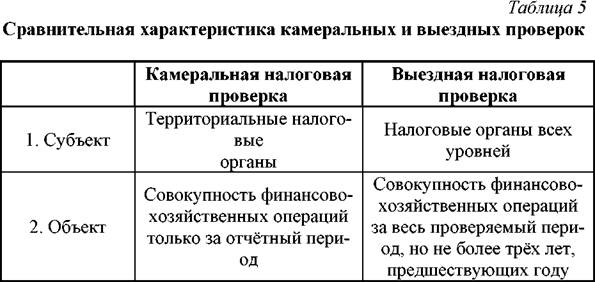 Таблица 5
Сравнительная характеристика камеральных и выездных проверок
Камеральная налоговая
проверка
Выездная налоговая
проверка
1. Субъект
Территориальные налого-
вые
органы
Налоговые органы всех
уровней
2. Объект
Совокупность финансово-
хозяйственных операций
только за отчётный пери-
од
Совокупность финансово-
хозяйственных операций
за весь проверяемый пери-
од, но не более трёх лет,
предшествующих году